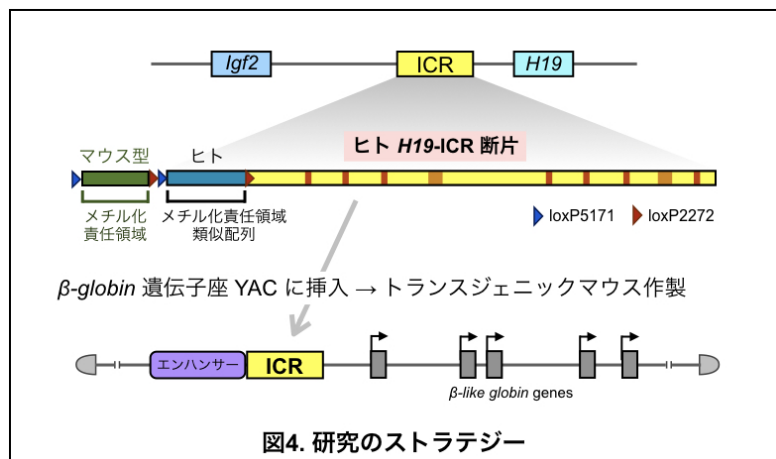 Igf2 ICR H19
ヒト H19-ICR 断片
マウス型 ヒト
メチル化 メチル化責任領域
責任領域 類似配列
loxP5171 loxP2272
β-globin 遺伝子座 YAC に挿入 → トランスジェニックマウス作製
エンハンサー ICR
β-like globin genes
図4. 研究のストラテジー